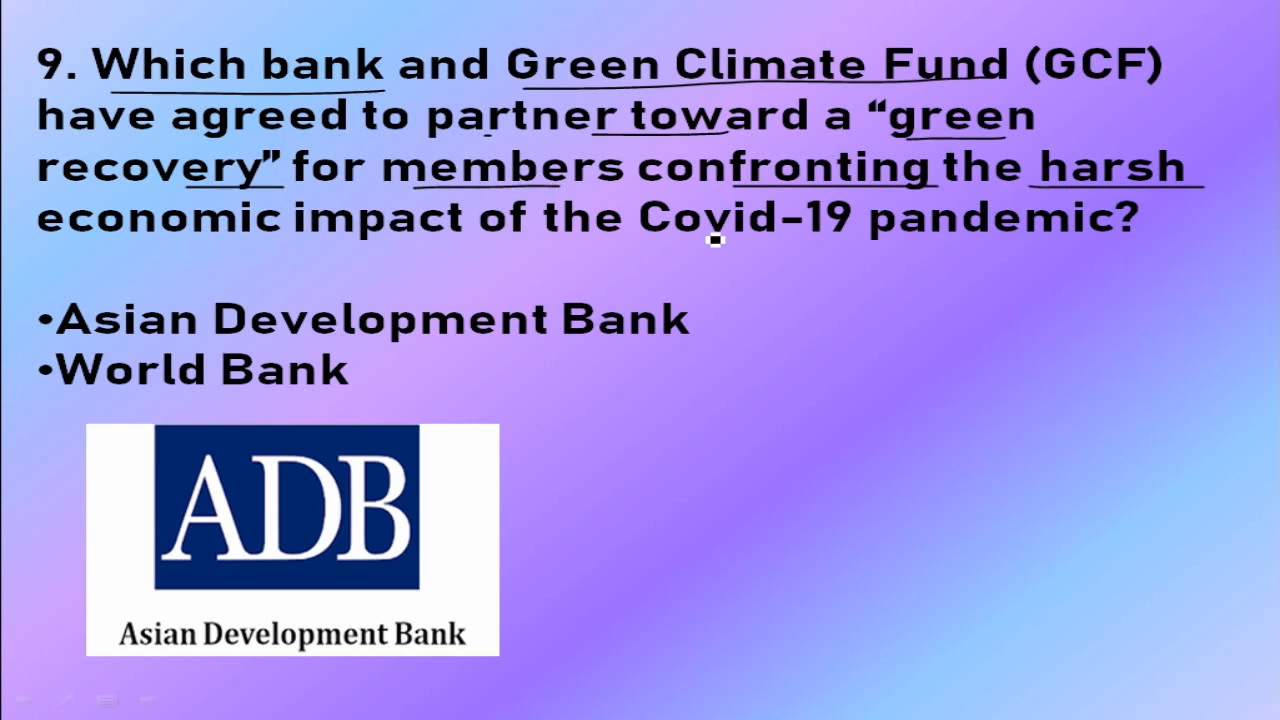 9. Which bank and Green Climate Fund (GCF)
have agreed to partner toward a “green
recovery” for members confronting the harsh
economic impact of the Covid-19 pandemic?
•Asian Development Bank
•World Bank
ADB
Asian Development Bank